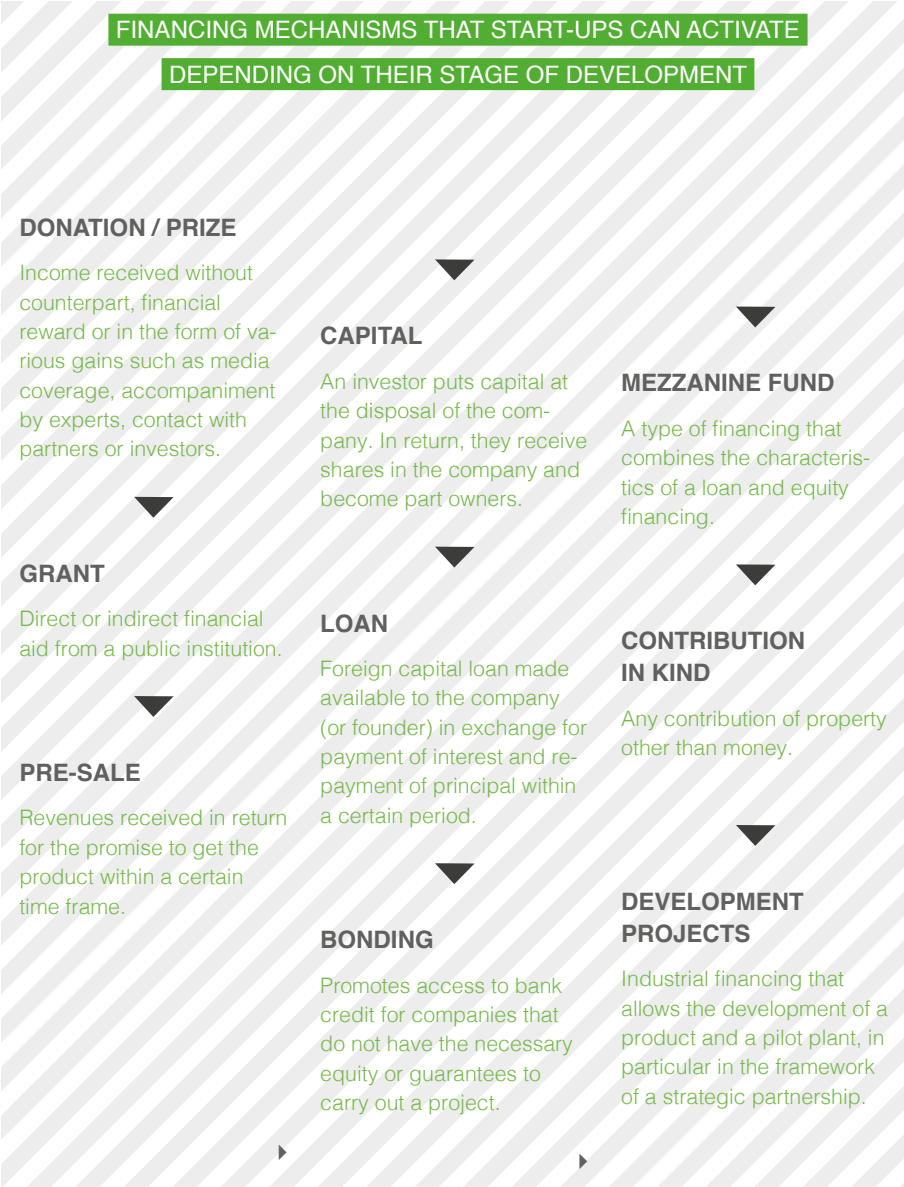 FINANCING MECHANISMS THAT START-UPS CAN ACTIVATE
DEPENDING ON THEIR STAGE OF DEVELOPMENT
DONATION / PRIZE
Income received without
counterpart, financial
reward or in the form of va-
rious gains such as media
coverage, accompaniment
by experts, contact with
partners or investors.
GRANT
Direct or indirect financial
aid from a public institution.
PRE-SALE
Revenues received in return
for the promise to get the
product within a certain
time frame.
CAPITAL
An investor puts capital at
the disposal of the com-
pany. In return, they receive
shares in the company and
become part owners.
LOAN
Foreign capital loan made
available to the company
(or founder) in exchange for
payment of interest and re-
payment of principal within
a certain period.
BONDING
Promotes access to bank
credit for companies that
do not have the necessary
equity or guarantees to
carry out a project.
MEZZANINE FUND
A type of financing that
combines the characteris-
tics of a loan and equity
financing.
CONTRIBUTION
IN KIND
Any contribution of property
other than money.
DEVELOPMENT
PROJECTS
Industrial financing that
allows the development of a
product and a pilot plant, in
particular in the framework
of a strategic partnership.